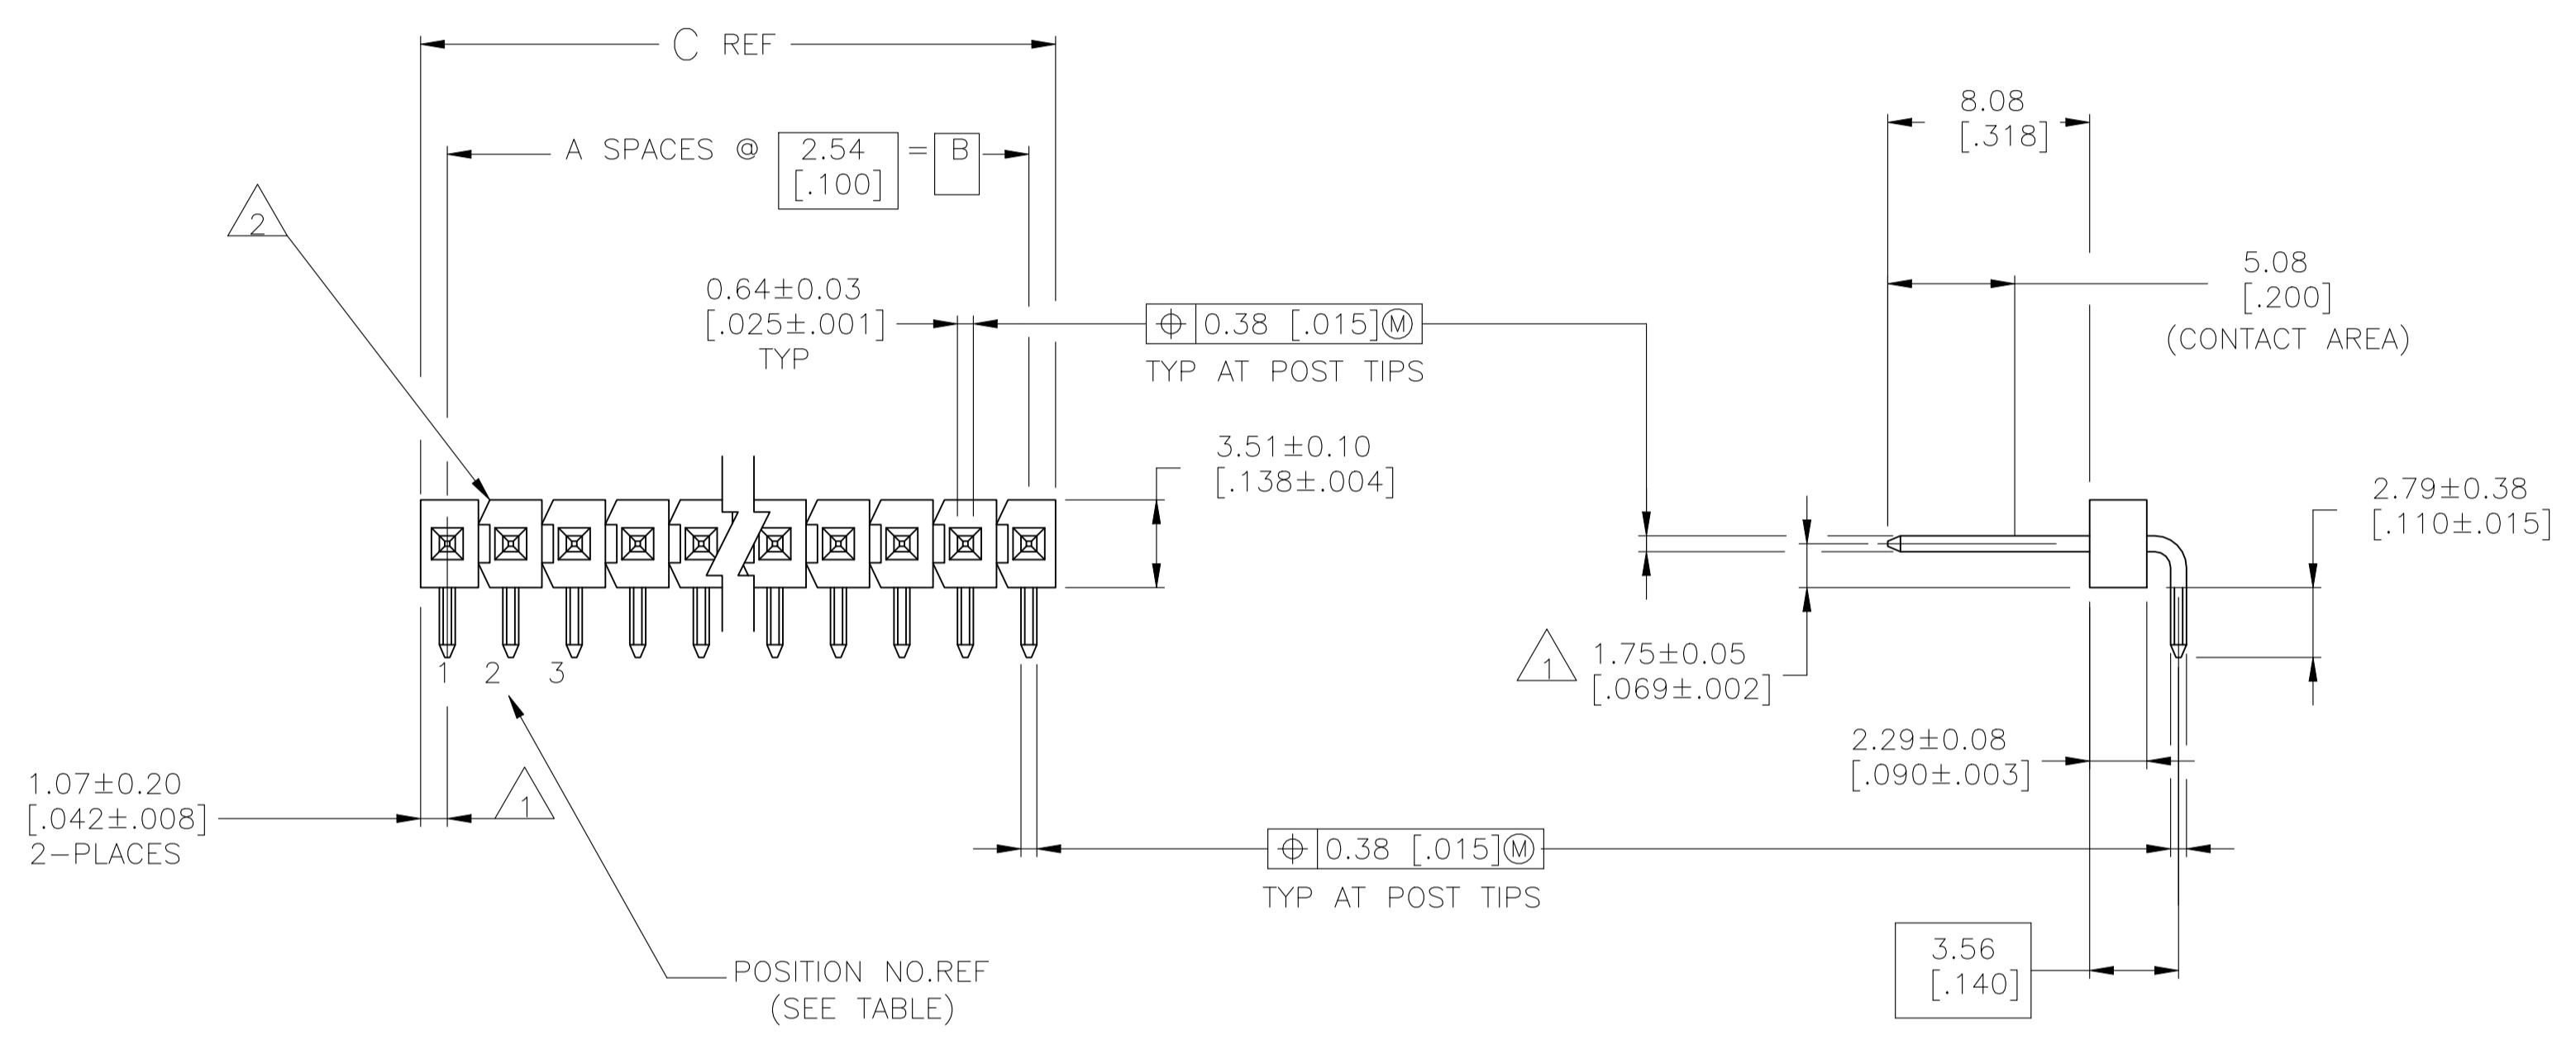 C REF
A SPACES @ 2.54 = B
[.100]
8.08
[.318]
2
0.64±0.03
[.025±.001]
TYP
⌖ 0.38 [.015]Ⓜ
TYP AT POST TIPS
5.08
[.200]
(CONTACT AREA)
3.51±0.10
[.138±.004]
2.79±0.38
[.110±.015]
1 2 3
1
1.75±0.05
[.069±.002]
2.29±0.08
[.090±.003]
1.07±0.20
[.042±.008]
2-PLACES
1
⌖ 0.38 [.015]Ⓜ
TYP AT POST TIPS
3.56
[.140]
POSITION NO.REF
(SEE TABLE)